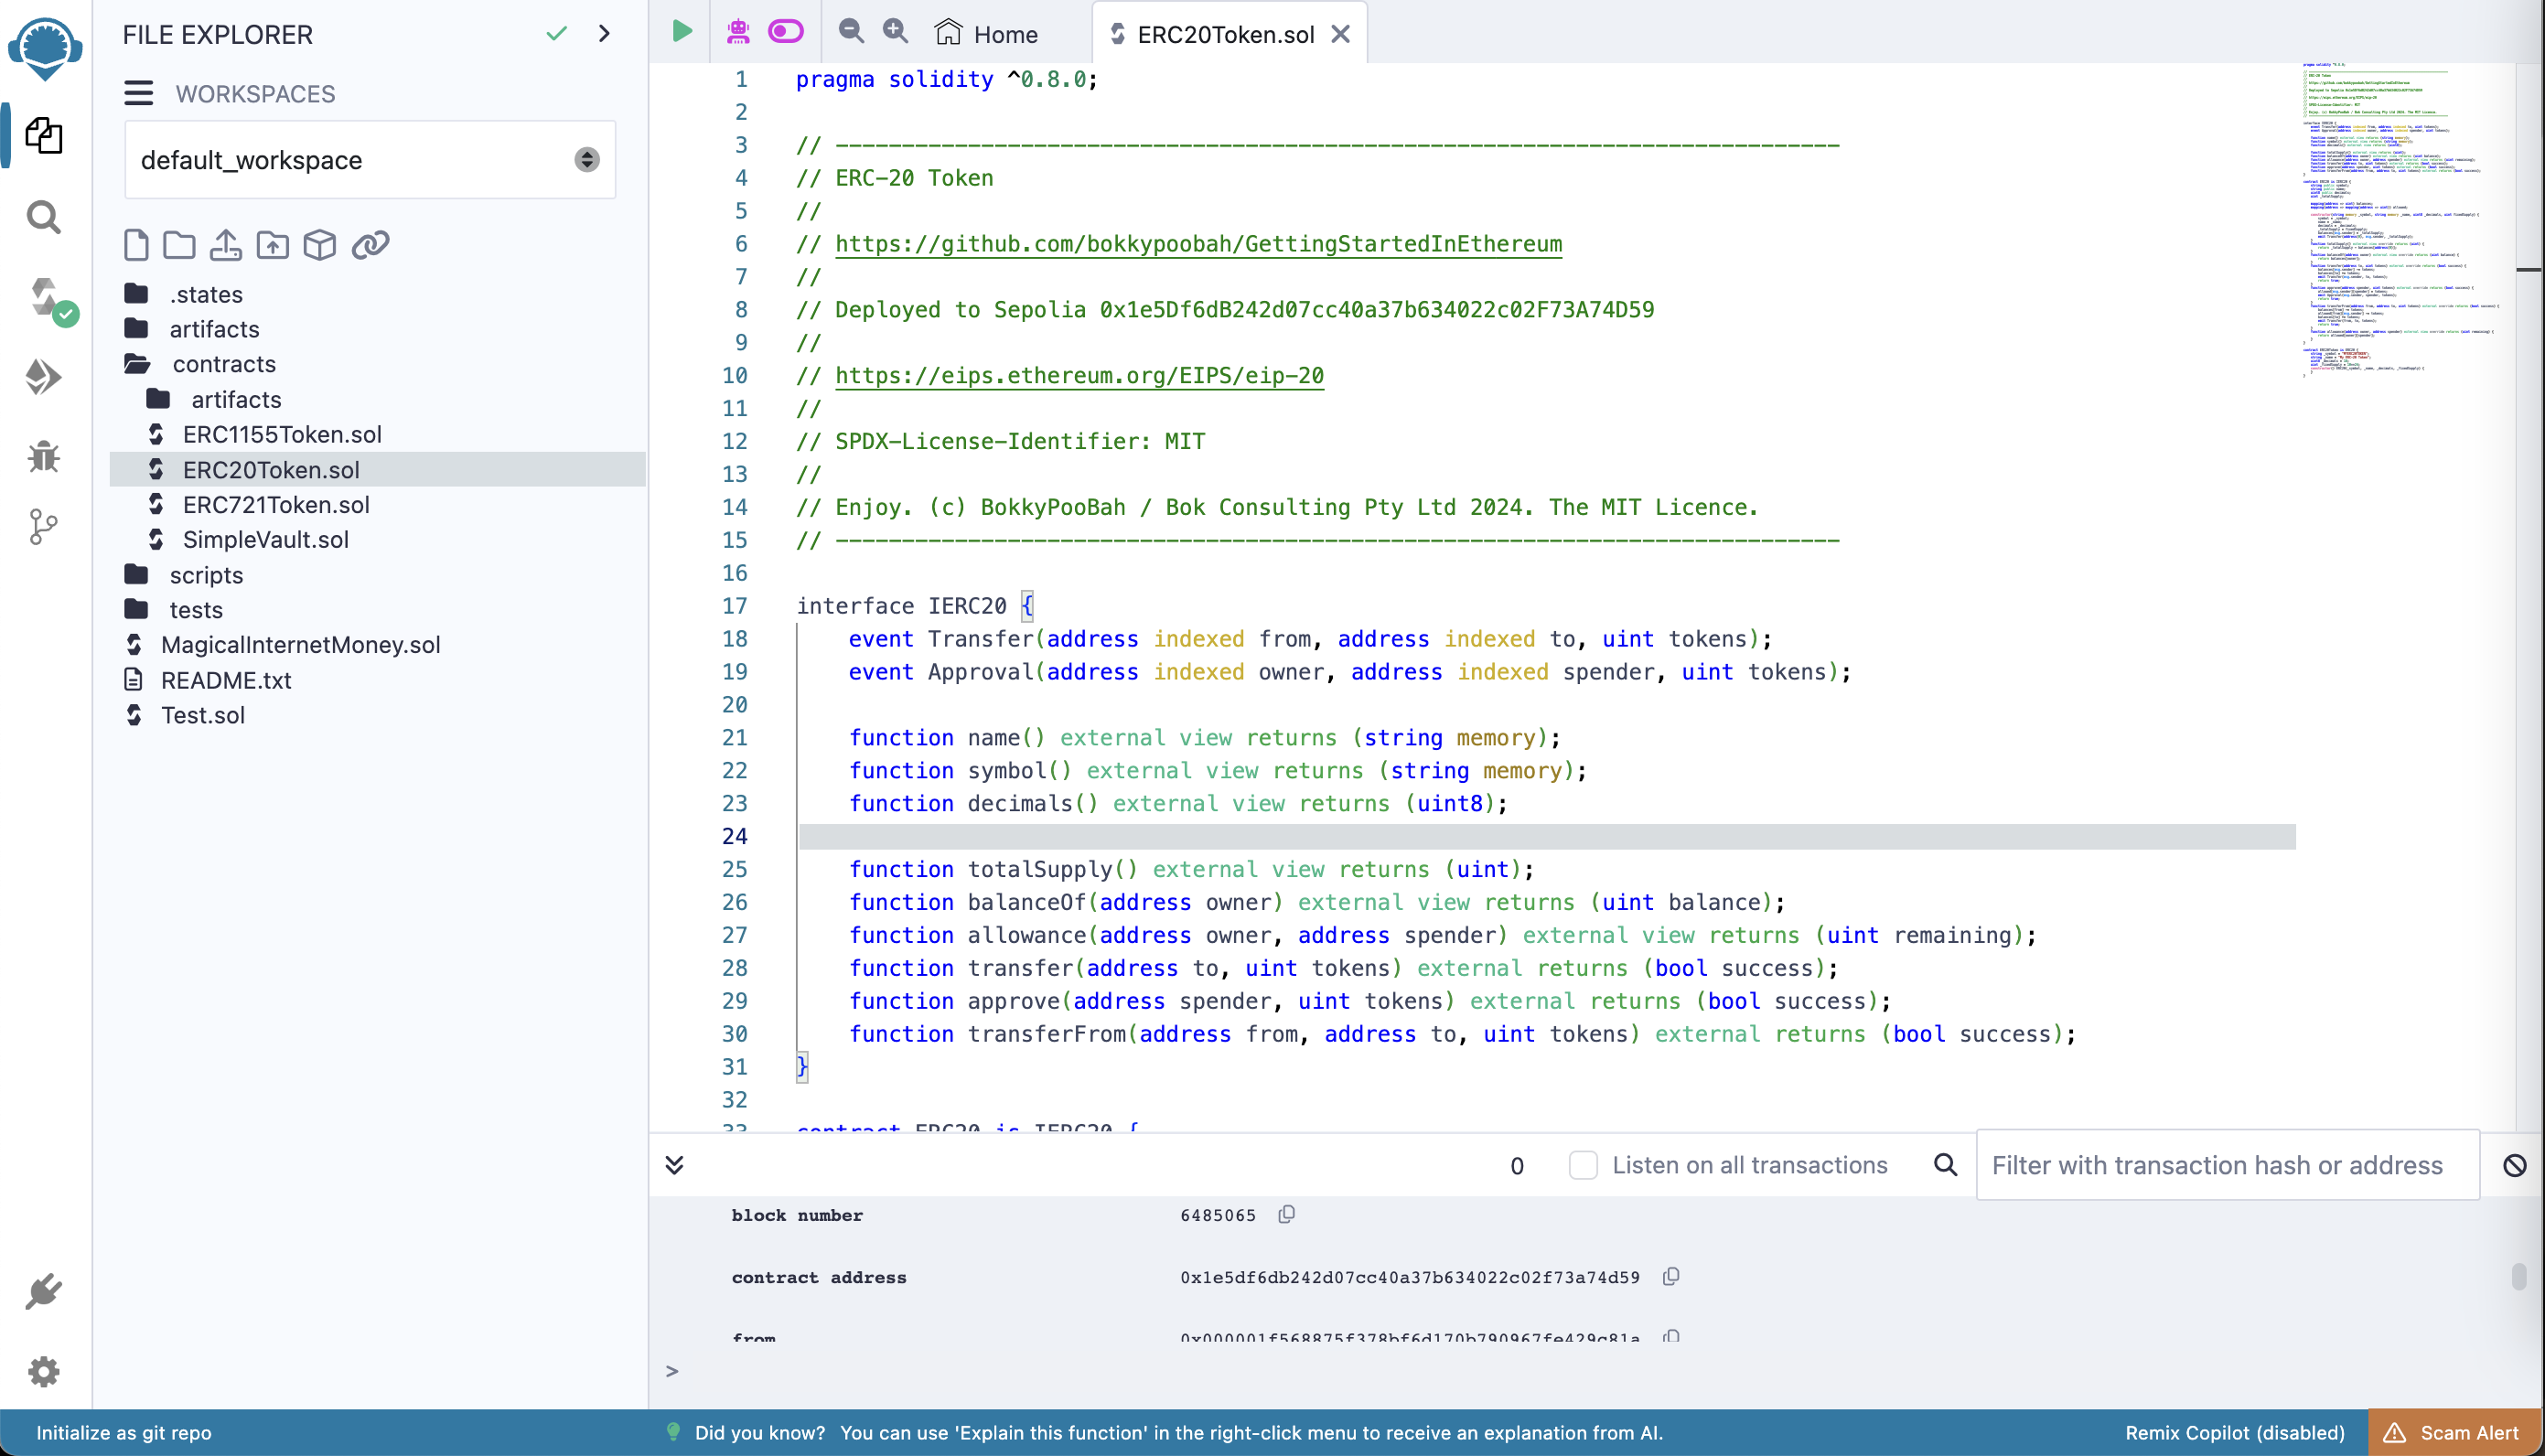 FILE EXPLORER
WORKSPACES
default_workspace
.states
artifacts
contracts
artifacts
ERC1155Token.sol
ERC20Token.sol
ERC721Token.sol
SimpleVault.sol
scripts
tests
MagicalInternetMoney.sol
README.txt
Test.sol
Home
ERC20Token.sol
1 pragma solidity ^0.8.0;
2
3 // ----------------------------------------------------------------------------
4 // ERC-20 Token
5 //
6 // https://github.com/bokkypoobah/GettingStartedInEthereum
7 //
8 // Deployed to Sepolia 0x1e5Df6dB242d07cc40a37b634022c02F73A74D59
9 //
10 // https://eips.ethereum.org/EIPS/eip-20
11 //
12 // SPDX-License-Identifier: MIT
13 //
14 // Enjoy. (c) BokkyPooBah / Bok Consulting Pty Ltd 2024. The MIT Licence.
15 // ----------------------------------------------------------------------------
16
17 interface IERC20 {
18 event Transfer(address indexed from, address indexed to, uint tokens);
19 event Approval(address indexed owner, address indexed spender, uint tokens);
20
21 function name() external view returns (string memory);
22 function symbol() external view returns (string memory);
23 function decimals() external view returns (uint8);
24
25 function totalSupply() external view returns (uint);
26 function balanceOf(address owner) external view returns (uint balance);
27 function allowance(address owner, address spender) external view returns (uint remaining);
28 function transfer(address to, uint tokens) external returns (bool success);
29 function approve(address spender, uint tokens) external returns (bool success);
30 function transferFrom(address from, address to, uint tokens) external returns (bool success);
31 }
32
33 contract ERC20 is IERC20 {
0
Listen on all transactions
Filter with transaction hash or address
block number 6485065
contract address 0x1e5df6db242d07cc40a37b634022c02f73a74d59
from 0x000001f568875f378bf6d170b790967fe429c81a
>
Initialize as git repo
Did you know? You can use 'Explain this function' in the right-click menu to receive an explanation from AI.
Remix Copilot (disabled)
Scam Alert